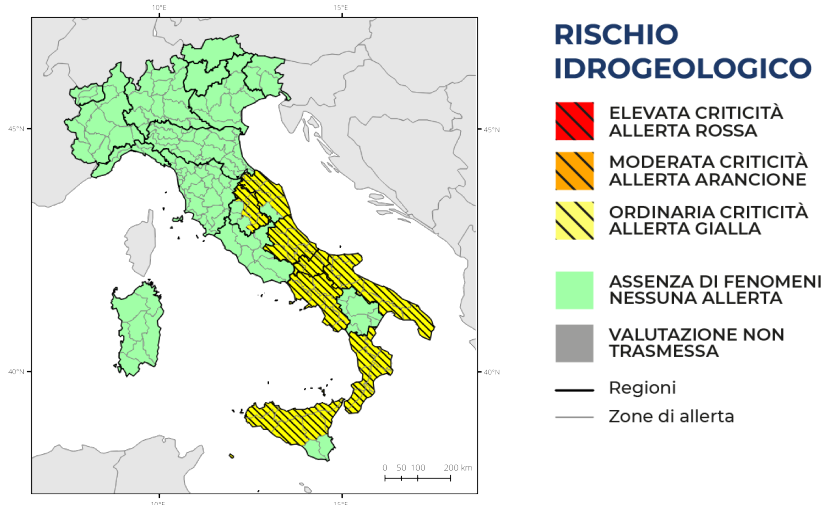 10°E 15°E
RISCHIO
IDROGEOLOGICO
ELEVATA CRITICITÀ
ALLERTA ROSSA
45°N 45°N
MODERATA CRITICITÀ
ALLERTA ARANCIONE
ORDINARIA CRITICITÀ
ALLERTA GIALLA
ASSENZA DI FENOMENI
NESSUNA ALLERTA
VALUTAZIONE NON
TRASMESSA
40°N 40°N
Regioni
Zone di allerta
0 50 100 200 km
10°E 15°E